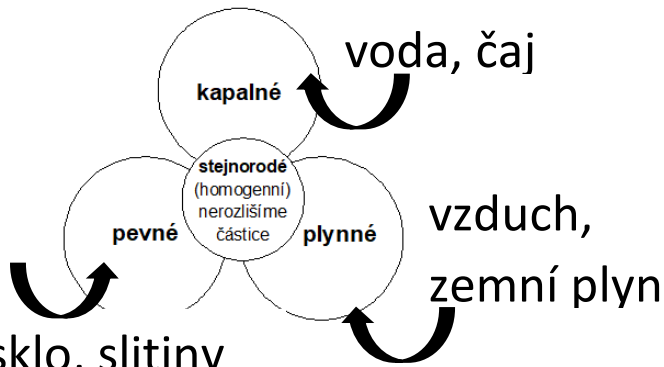 voda, čaj
kapalné
stejnorodé
(homogenní)
nerozlišíme
částice
pevné
plynné
vzduch,
zemní plyn
sklo, slitiny